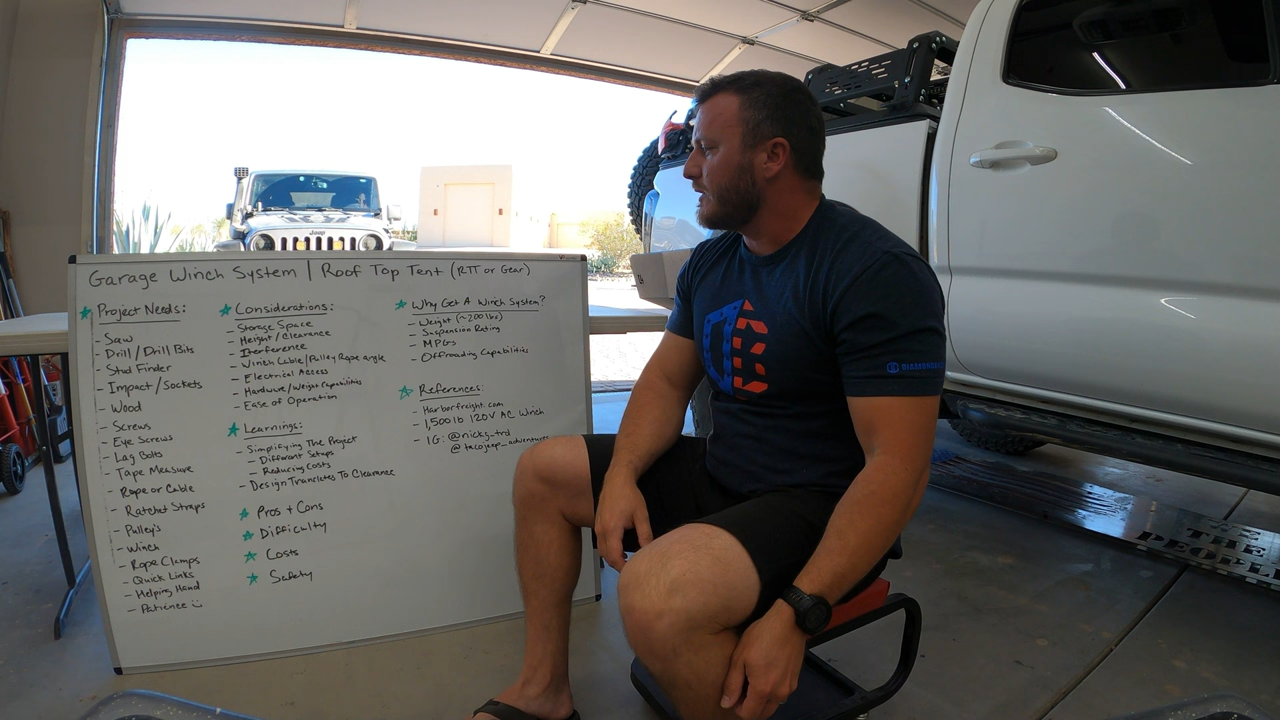 Garage Winch System | Roof Top Tent (RTT or Gear)
Project Needs:
- Saw
- Drill/Drill Bits
- Stud Finder
- Impact/Sockets
- Wood
- Screws
- Eye Screws
- Lag Bolts
- Tape Measure
- Rope or Cable
- Ratchet Straps
- Pulley's
- Winch
- Rope Clamps
- Quick Links
- Helping Hand
- Patience
Considerations:
- Storage Space
- Height/Clearance
- Interference
- Winch Cable/Pulley Rope angle
- Electrical Access
- Hardware/Weight Capabilities
- Ease of Operation
Learnings:
- Simplifying The Project
- Different Setups
- Reducing Costs
- Design Translates To Clearance
Pros + Cons
Difficulty
Costs
Safety
Why Get A Winch System?
- Weight (~200 lbs)
- Suspension Rating
- MPGs
- Offroading Capabilities
References:
- Harborfreight.com
- 1,500lb 120V AC Winch
- IG: @nicky_trd
@tacojeep_adventures
Jeep
THE
PEOPLE